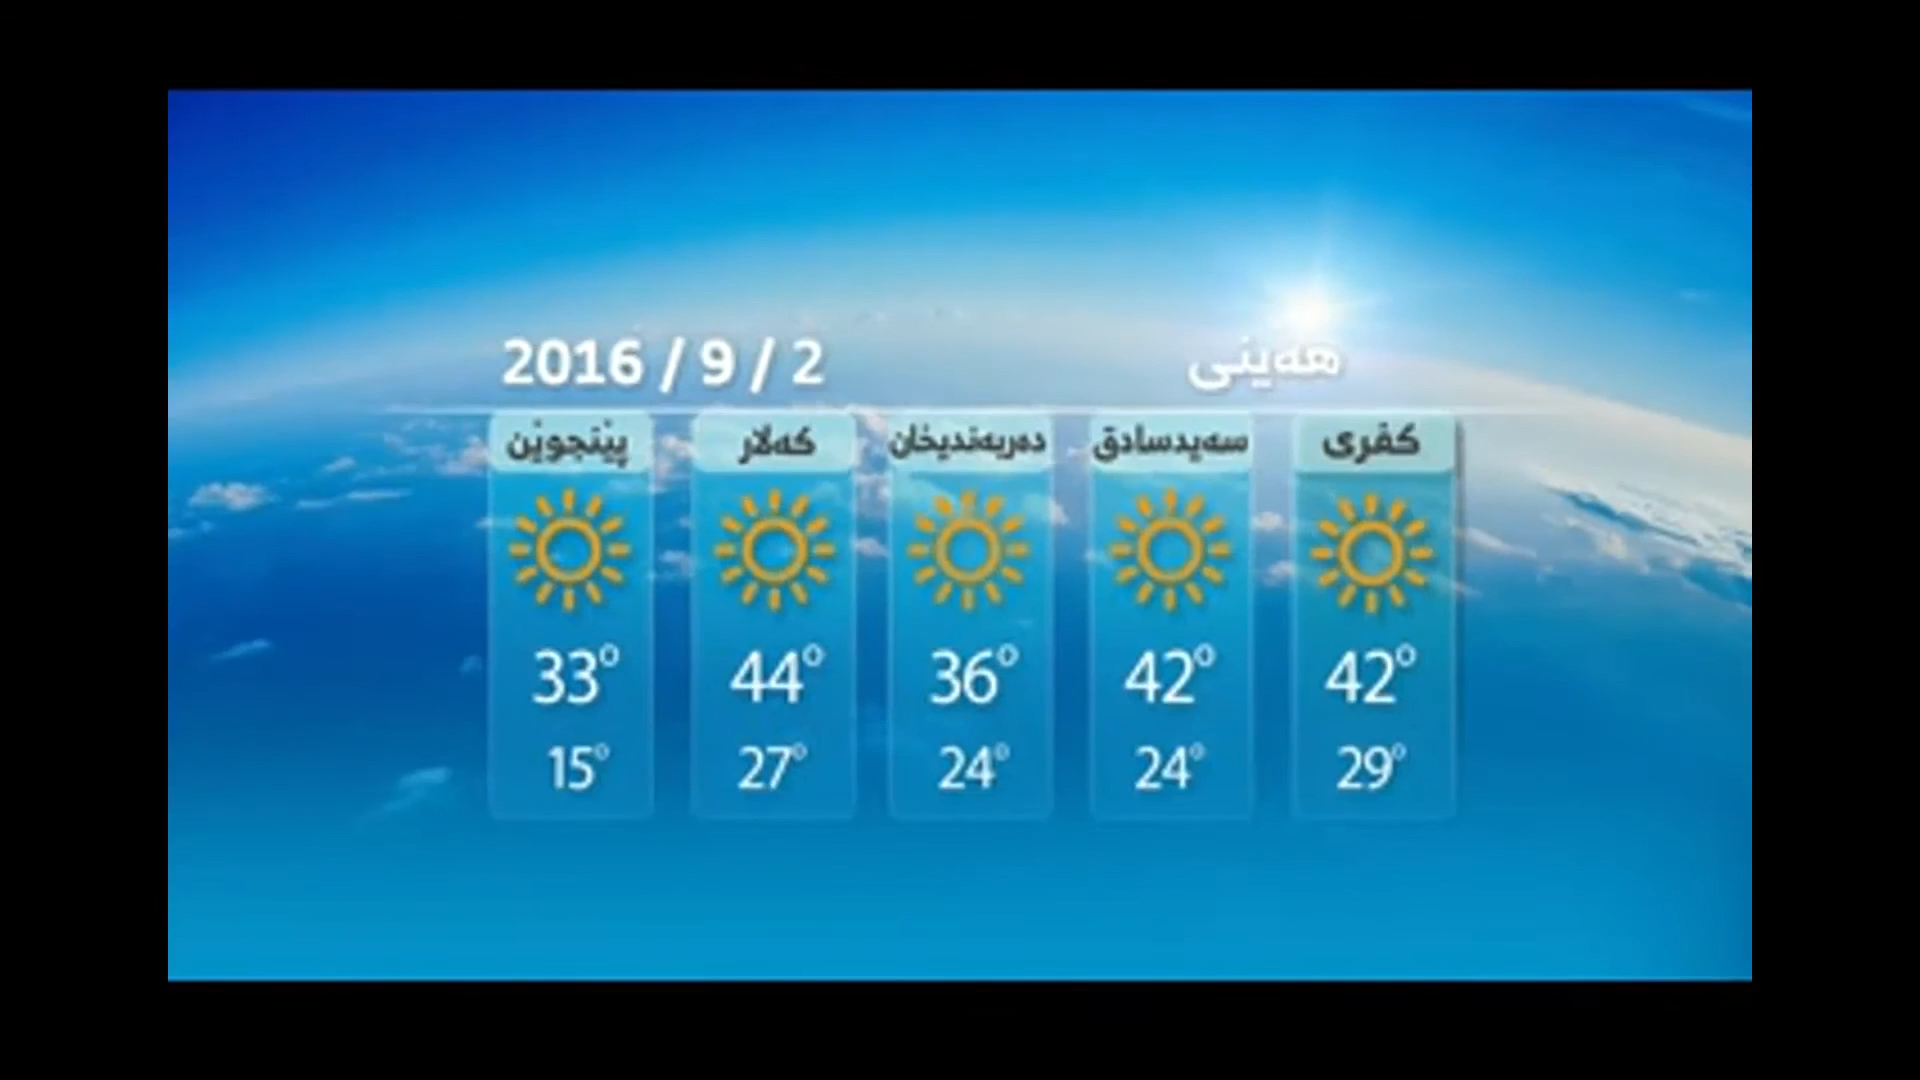 هەینی 2016 / 9 / 2
کفری سەیدسادق دەربەندیخان کەلار پێنجوێن
42° 42° 36° 44° 33°
29° 24° 24° 27° 15°